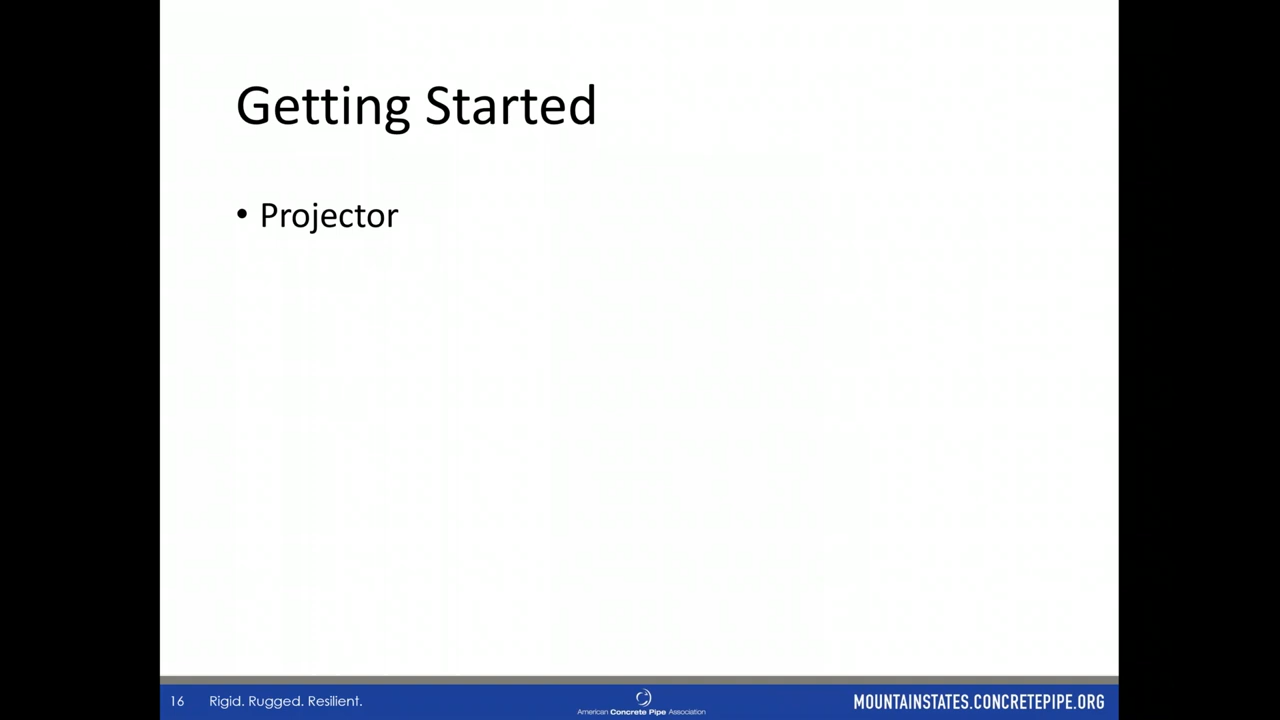 Getting Started
• Projector
16 Rigid. Rugged. Resilient.
American Concrete Pipe Association
MOUNTAINSTATES.CONCRETEPIPE.ORG